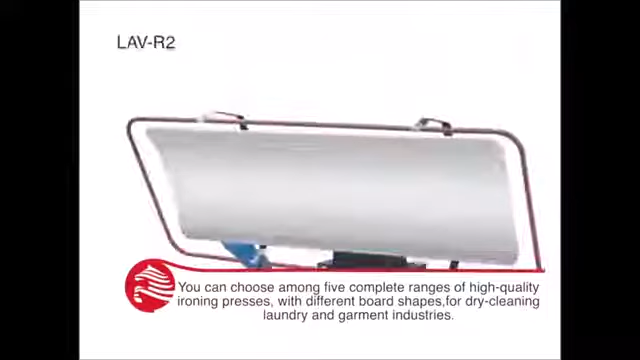 LAV-R2
You can choose among five complete ranges of high-quality
ironing presses, with different board shapes,for dry-cleaning
laundry and garment industries.